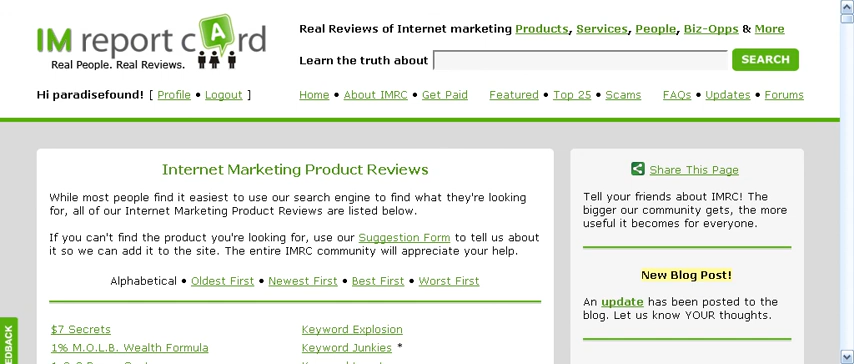 IM report cArd
Real People. Real Reviews.
Real Reviews of Internet marketing Products, Services, People, Biz-Opps & More
Learn the truth about SEARCH
Hi paradisefound! [ Profile • Logout ]
Home • About IMRC • Get Paid Featured • Top 25 • Scams FAQs • Updates • Forums
Internet Marketing Product Reviews
While most people find it easiest to use our search engine to find what they're looking
for, all of our Internet Marketing Product Reviews are listed below.
If you can't find the product you're looking for, use our Suggestion Form to tell us about
it so we can add it to the site. The entire IMRC community will appreciate your help.
Alphabetical • Oldest First • Newest First • Best First • Worst First
$7 Secrets
1% M.O.L.B. Wealth Formula
Keyword Explosion
Keyword Junkies *
Share This Page
Tell your friends about IMRC! The
bigger our community gets, the more
useful it becomes for everyone.
New Blog Post!
An update has been posted to the
blog. Let us know YOUR thoughts.
EEDBACK